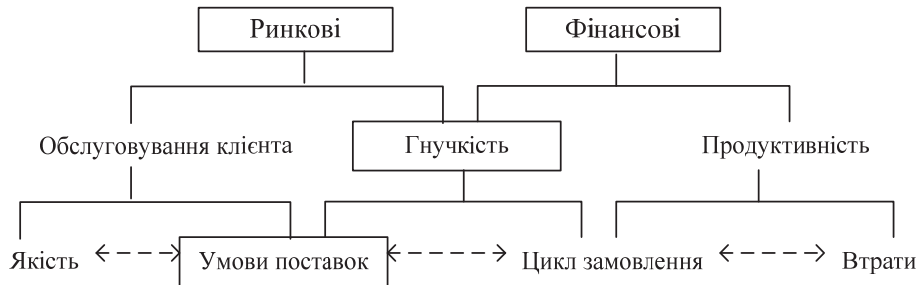 Ринкові Фінансові
Обслуговування клієнта Гнучкість Продуктивність
Якість Умови поставок Цикл замовлення Втрати